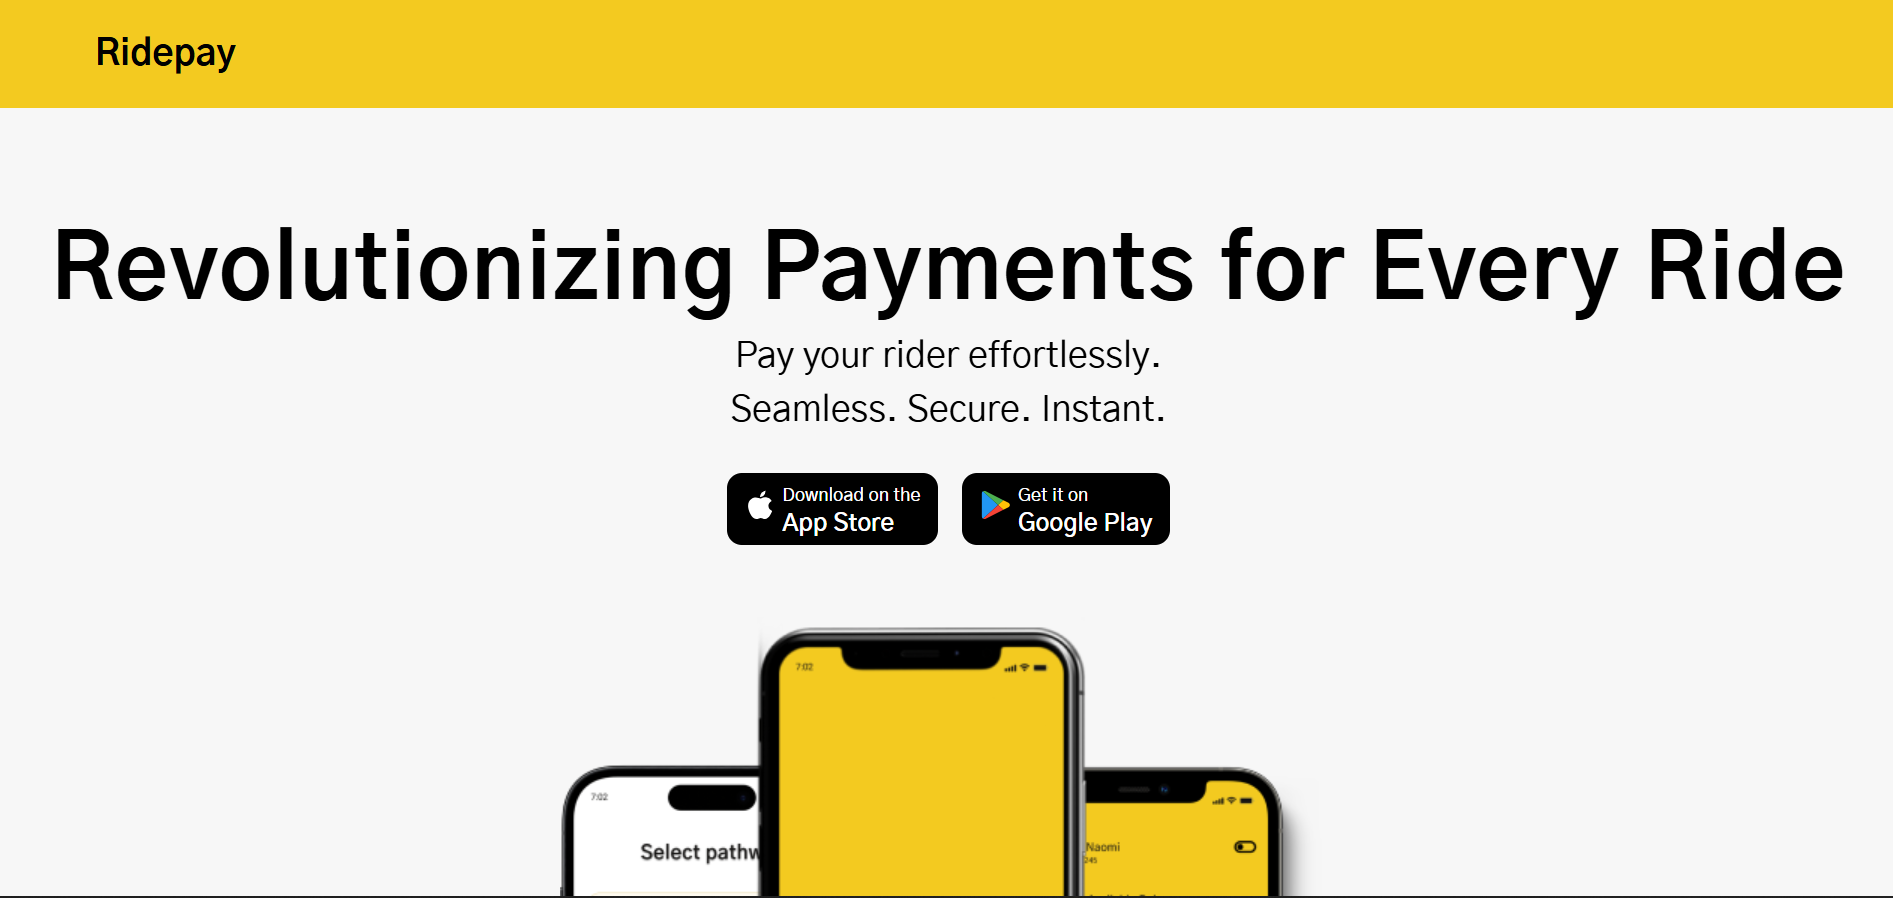 Ridepay
Revolutionizing Payments for Every Ride
Pay your rider effortlessly.
Seamless. Secure. Instant.
Download on the
App Store
Get it on
Google Play
7:02
7:02
Select pathw
Naomi
245